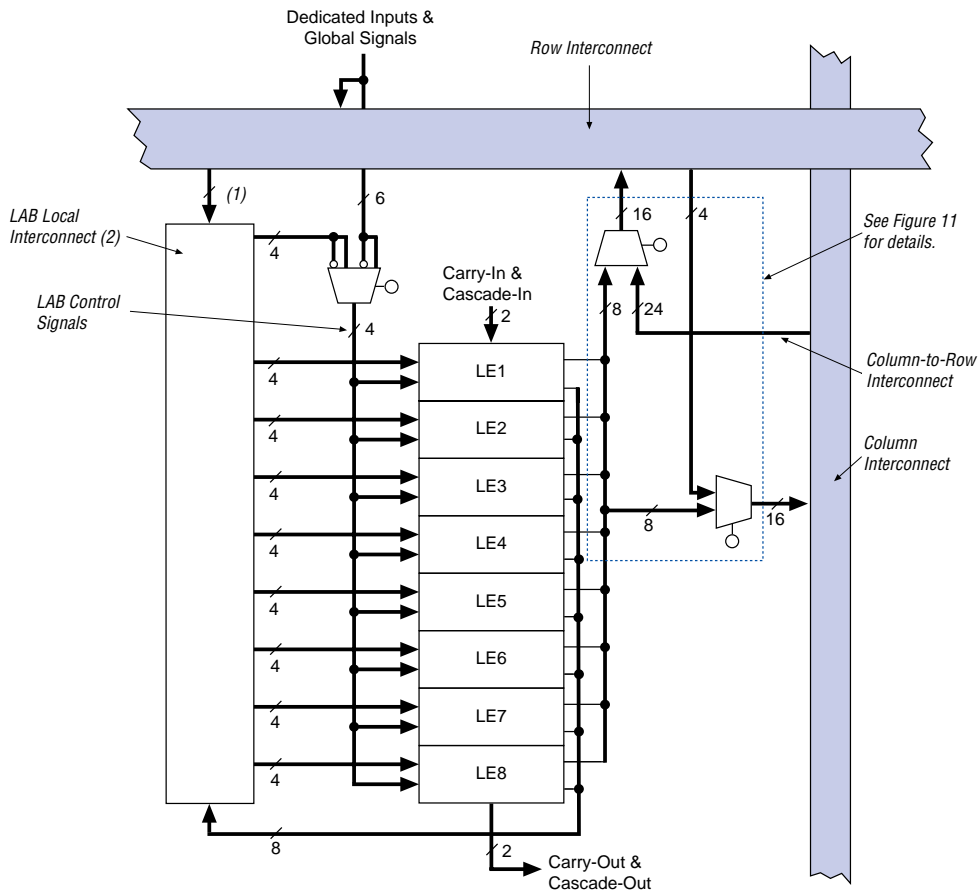 Dedicated Inputs &
Global Signals
Row Interconnect
(1)
6
16
4
LAB Local
Interconnect (2)
4
See Figure 11
for details.
Carry-In &
Cascade-In
LAB Control
Signals
4
2
8
24
Column-to-Row
Interconnect
LE1
4
LE2
4
Column
Interconnect
LE3
4
8
16
LE4
4
LE5
4
LE6
4
LE7
4
LE8
4
8
2
Carry-Out &
Cascade-Out